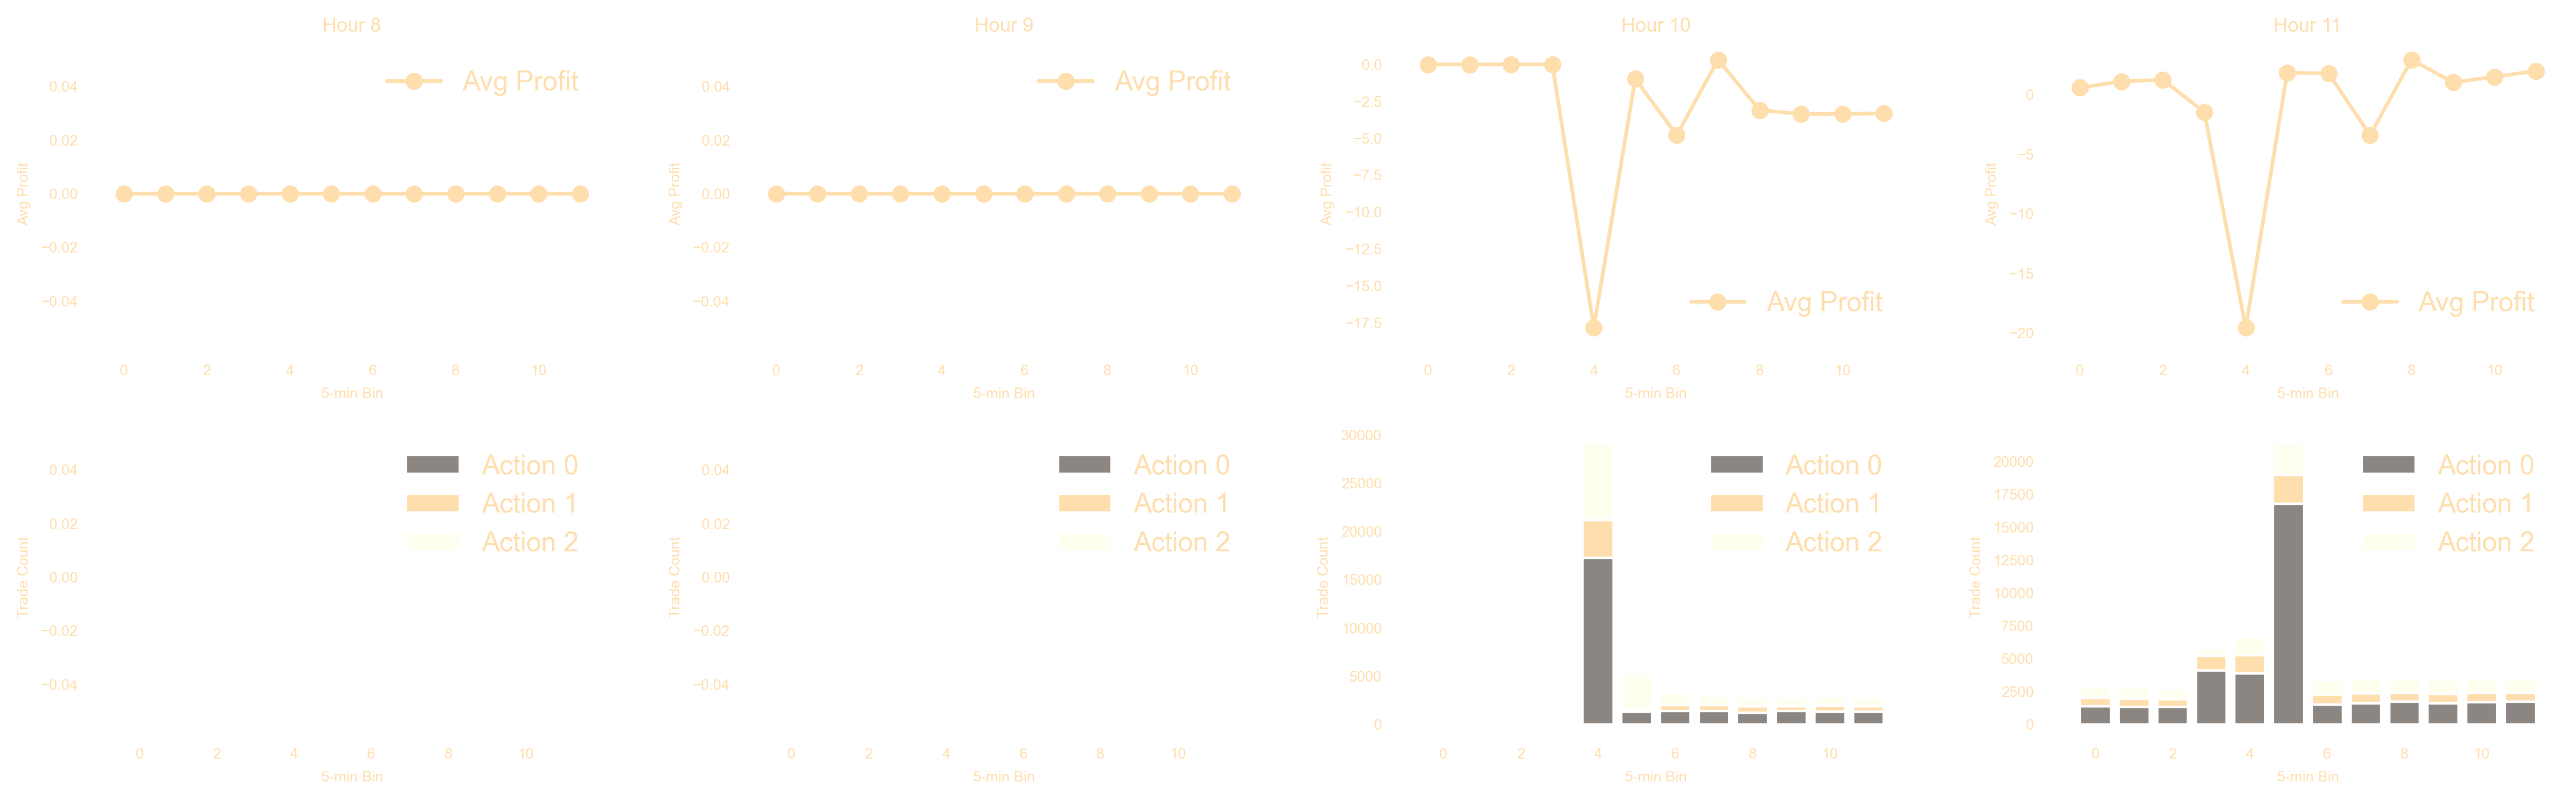 Hour 8
Avg Profit
0.04
0.02
0.00
−0.02
−0.04
Avg Profit
0 2 4 6 8 10
5-min Bin
Hour 9
Avg Profit
0.04
0.02
0.00
−0.02
−0.04
Avg Profit
0 2 4 6 8 10
5-min Bin
Hour 10
0.0
−2.5
−5.0
−7.5
−10.0
−12.5
−15.0
−17.5
Avg Profit
Avg Profit
0 2 4 6 8 10
5-min Bin
Hour 11
0
−5
−10
−15
−20
Avg Profit
Avg Profit
0 2 4 6 8 10
5-min Bin
Action 0
Action 1
Action 2
0.04
0.02
0.00
−0.02
−0.04
Trade Count
0 2 4 6 8 10
5-min Bin
Action 0
Action 1
Action 2
0.04
0.02
0.00
−0.02
−0.04
Trade Count
0 2 4 6 8 10
5-min Bin
30000
25000
20000
15000
10000
5000
0
Trade Count
Action 0
Action 1
Action 2
0 2 4 6 8 10
5-min Bin
20000
17500
15000
12500
10000
7500
5000
2500
0
Trade Count
Action 0
Action 1
Action 2
0 2 4 6 8 10
5-min Bin